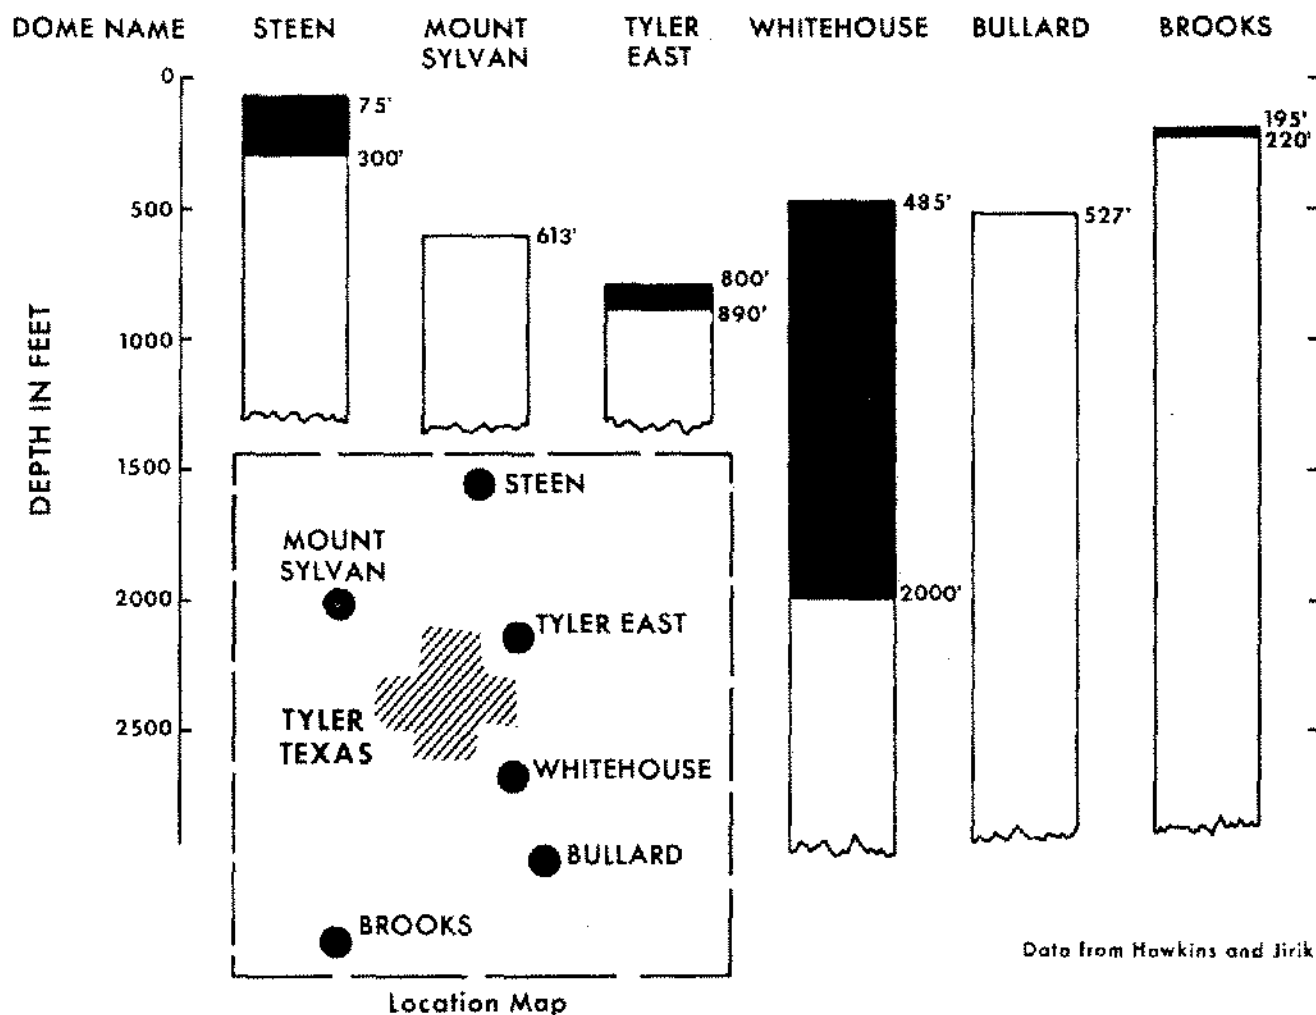 DOME NAME STEEN MOUNT SYLVAN TYLER EAST WHITEHOUSE BULLARD BROOKS
0
500
1000
1500
2000
2500
DEPTH IN FEET
75'
300'
613'
800'
890'
485'
2000'
527'
195'
220'
STEEN
MOUNT
SYLVAN
TYLER EAST
TYLER
TEXAS
WHITEHOUSE
BULLARD
BROOKS
Location Map
Data from Hawkins and Jirik